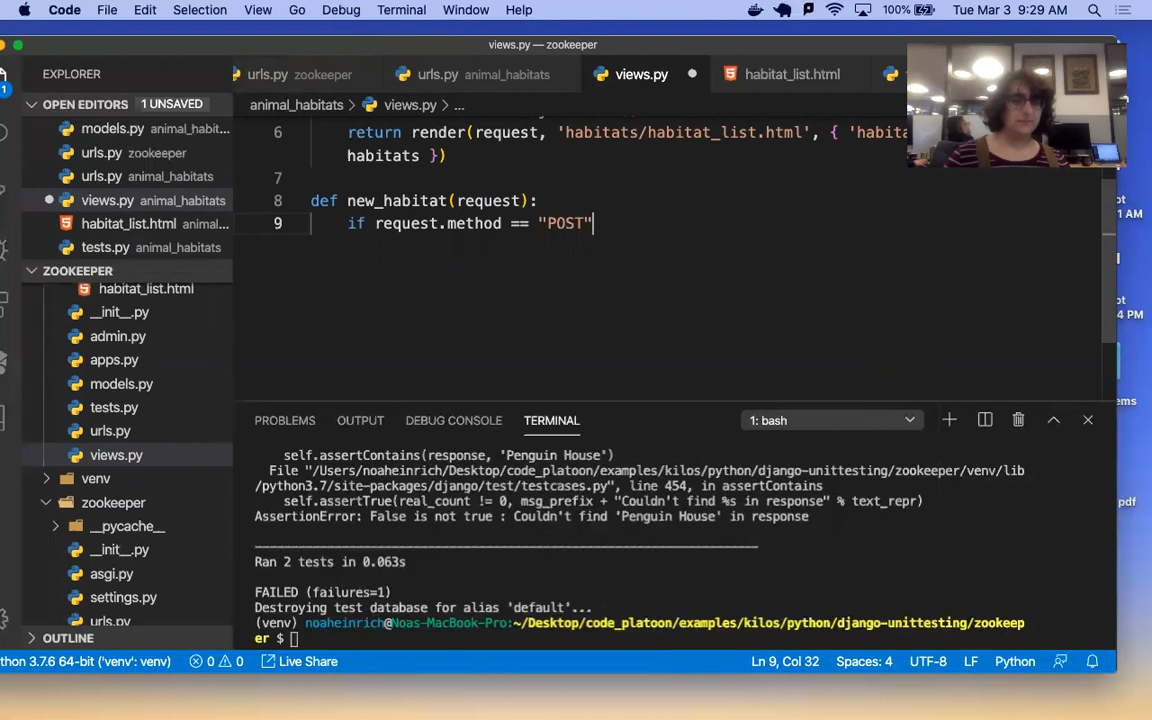 Code File Edit Selection View Go Debug Terminal Window Help 100% Tue Mar 3 9:29 AM
views.py — zookeeper
EXPLORER
urls.py zookeeper urls.py animal_habitats views.py habitat_list.html
OPEN EDITORS 1 UNSAVED
animal_habitats > views.py > ...
models.py animal_habit...
urls.py zookeeper
urls.py animal_habitats
views.py animal_habitats
habitat_list.html animal...
tests.py animal_habitats
ZOOKEEPER
habitat_list.html
__init__.py
admin.py
apps.py
models.py
tests.py
urls.py
views.py
venv
zookeeper
__pycache__
__init__.py
asgi.py
settings.py
urls.py
OUTLINE
6 return render(request, 'habitats/habitat_list.html', { 'habita
habitats })
7
8 def new_habitat(request):
9 if request.method == "POST"
PROBLEMS OUTPUT DEBUG CONSOLE TERMINAL 1: bash
self.assertContains(response, 'Penguin House')
File "/Users/noaheinrich/Desktop/code_platoon/examples/kilos/python/django-unittesting/zookeeper/venv/lib
/python3.7/site-packages/django/test/testcases.py", line 454, in assertContains
self.assertTrue(real_count != 0, msg_prefix + "Couldn't find %s in response" % text_repr)
AssertionError: False is not true : Couldn't find 'Penguin House' in response
----------------------------------------------------------------------
Ran 2 tests in 0.063s
FAILED (failures=1)
Destroying test database for alias 'default'...
(venv) noaheinrich@Noas-MacBook-Pro:~/Desktop/code_platoon/examples/kilos/python/django-unittesting/zookeep
er $
thon 3.7.6 64-bit ('venv': venv) 0 0 Live Share Ln 9, Col 32 Spaces: 4 UTF-8 LF Python
1 AM
ot
4 PM
ems
pdf